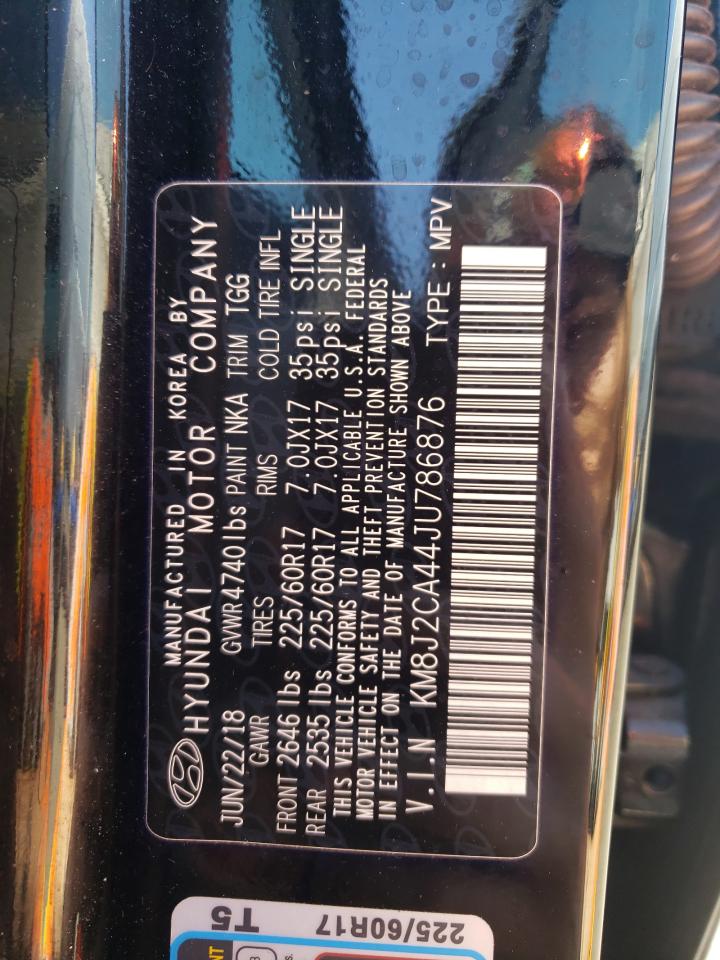 MANUFACTURED IN KOREA BY
HYUNDAI MOTOR COMPANY
JUN/22/18 GVWR 4740lbs PAINT NKA TRIM TGG
GAWR TIRES RIMS COLD TIRE INFL
FRONT 2646 lbs 225/60R17 7.0JX17 35psi SINGLE
REAR 2535 lbs 225/60R17 7.0JX17 35psi SINGLE
THIS VEHICLE CONFORMS TO ALL APPLICABLE U.S.A. FEDERAL
MOTOR VEHICLE SAFETY AND THEFT PREVENTION STANDARDS
IN EFFECT ON THE DATE OF MANUFACTURE SHOWN ABOVE
V.I.N KM8J2CA44JU786876 TYPE : MPV
225/60R17
T5